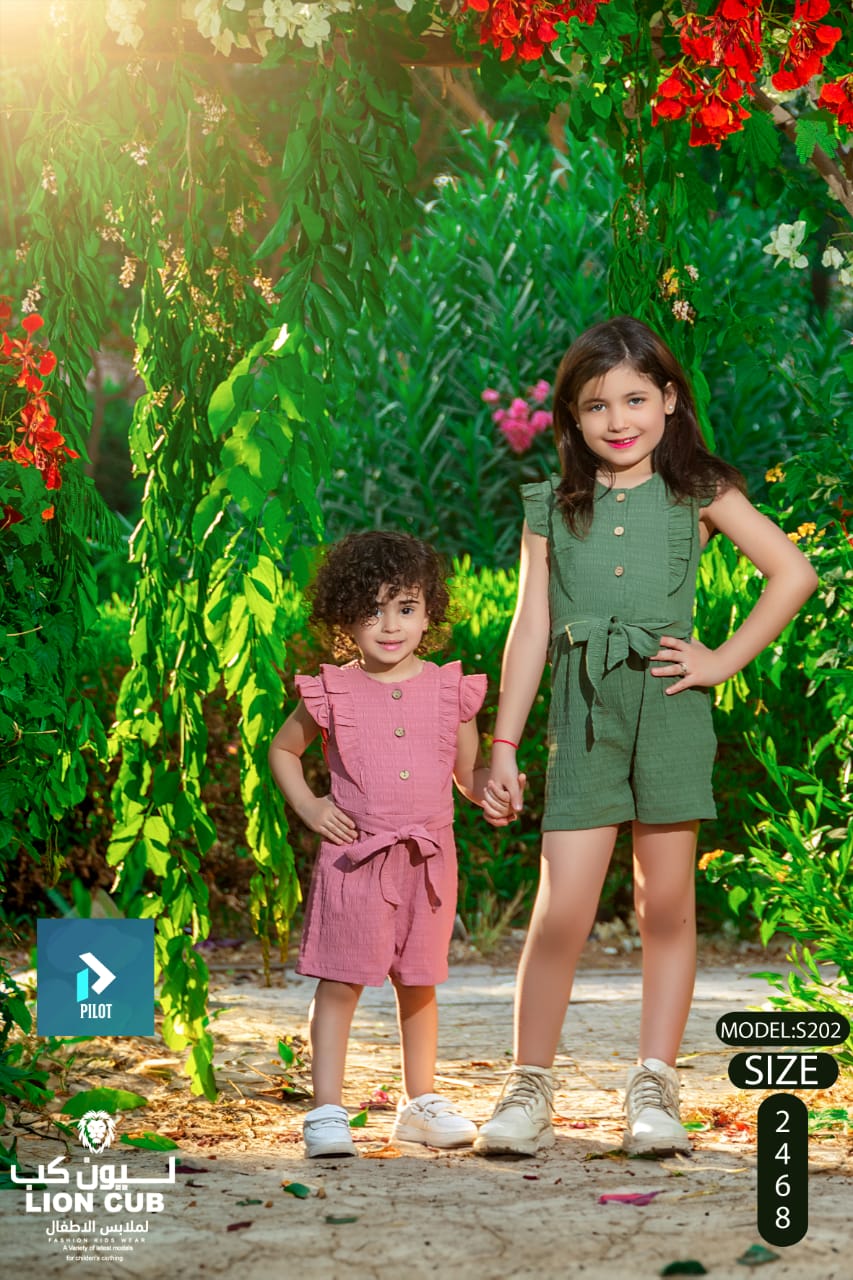 PILOT
MODEL:S202
SIZE
2
4
6
8
ليون كب
LION CUB
لملابس الاطفال
FASHION KIDS WEAR
A Variety of latest models
for childen's clothing